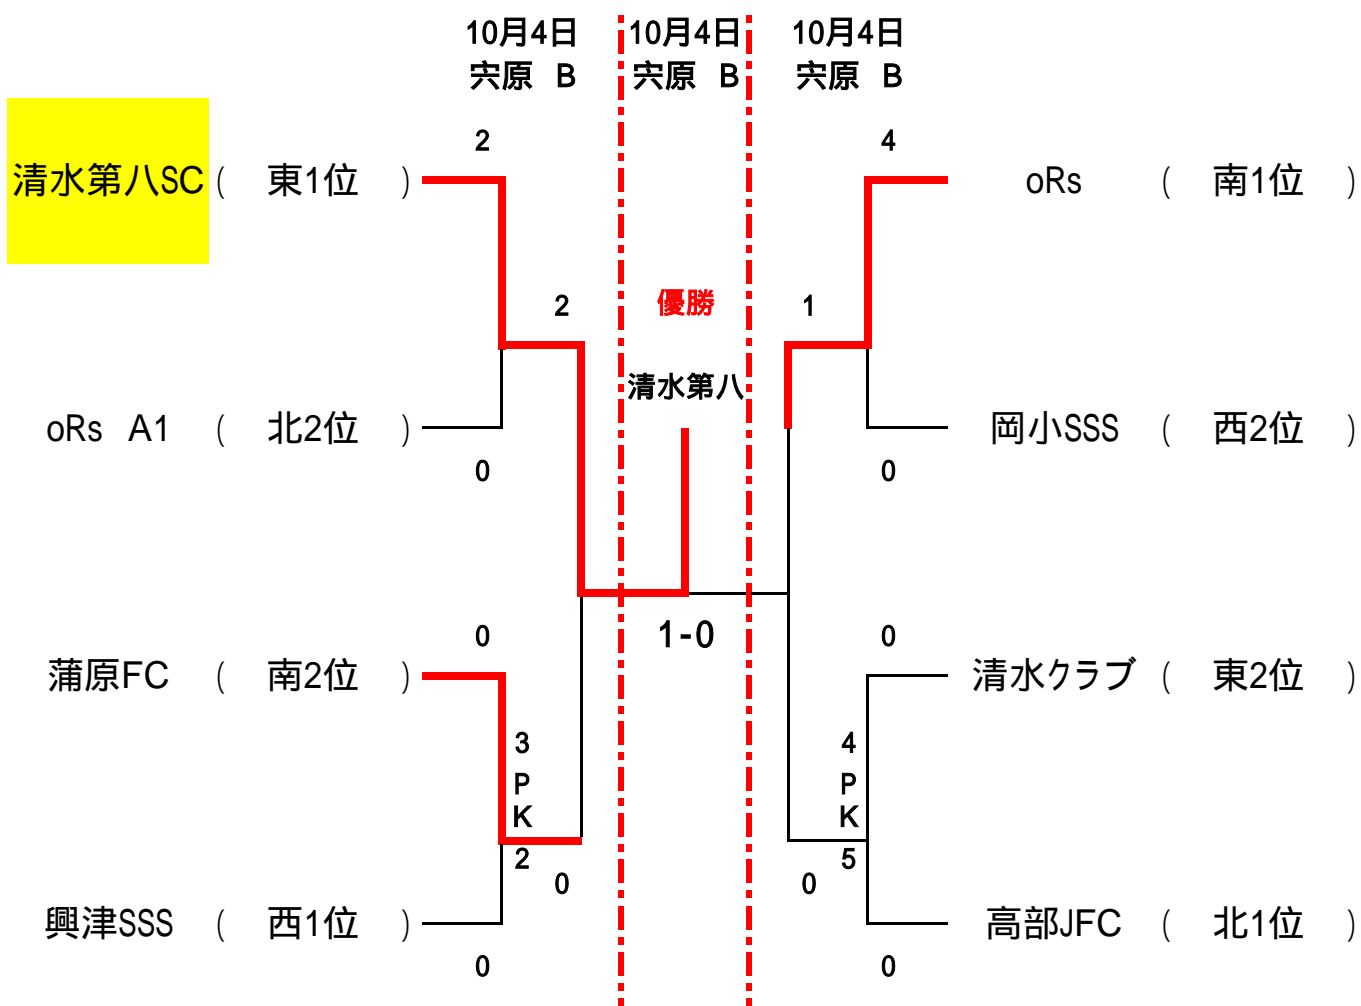 10月4日 10月4日 10月4日
宍原 B 宍原 B 宍原 B
2 4
清水第八SC ( 東1位 ) oRs ( 南1位 )
2 優勝 1
清水第八
oRs A1 ( 北2位 ) 岡小SSS ( 西2位 )
0 0
0 1-0 0
蒲原FC ( 南2位 ) 清水クラブ ( 東2位 )
3 4
P P
K K
2 5
0 0
興津SSS ( 西1位 ) 高部JFC ( 北1位 )
0 0